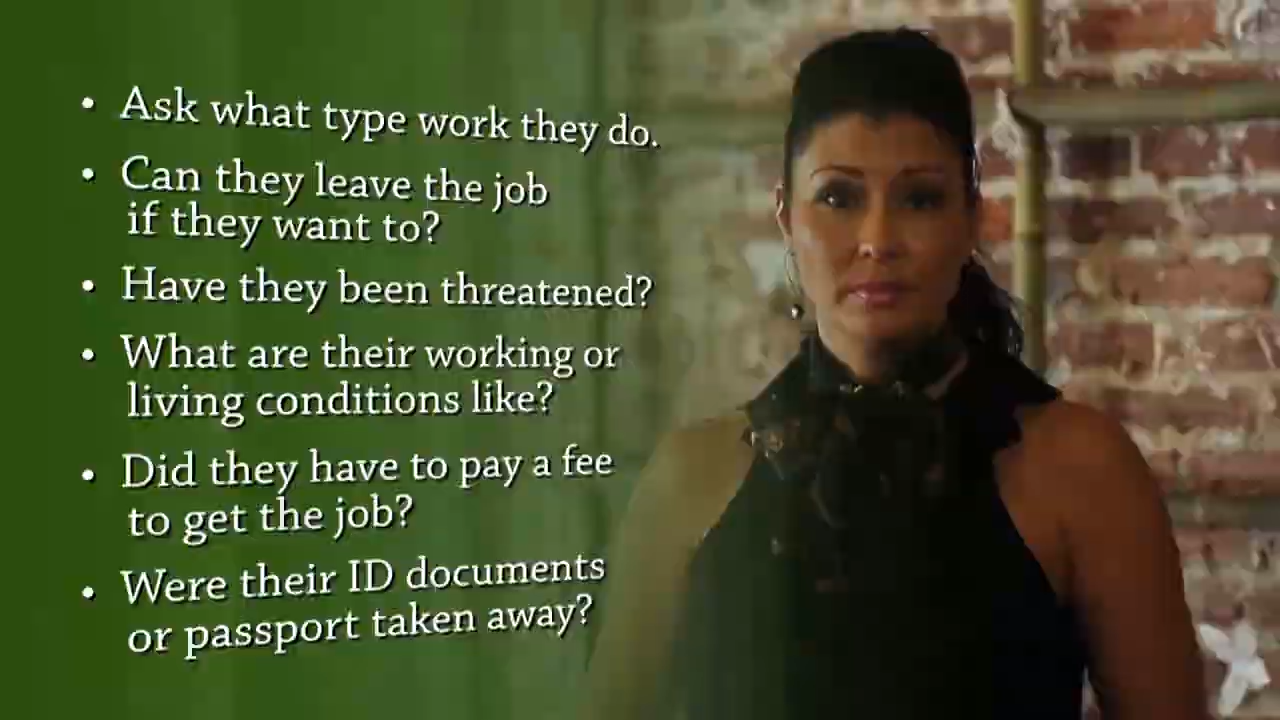 • Ask what type work they do.
• Can they leave the job
if they want to?
• Have they been threatened?
• What are their working or
living conditions like?
• Did they have to pay a fee
to get the job?
• Were their ID documents
or passport taken away?